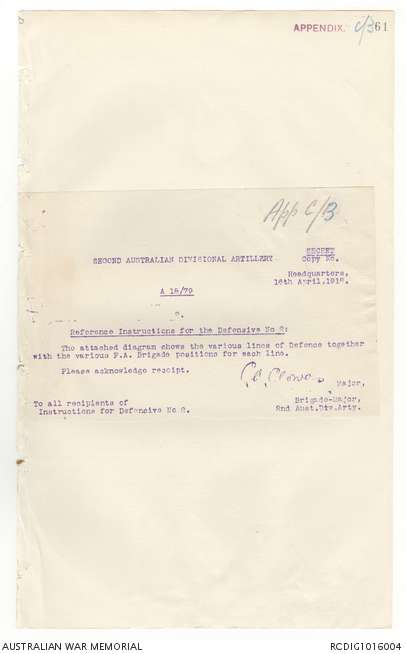 APPENDIX. C/B 61
App C/B
SECRET
SECOND AUSTRALIAN DIVISIONAL ARTILLERY. Copy No.
Headquarters,
16th April, 1918.
A 18/79
Reference Instructions for the Defensive No 2:
The attached diagram shows the various lines of Defence together
with the various F.A. Brigade positions for each line.
Please acknowledge receipt.
Major,
To all recipients of Brigade-Major,
Instructions for Defensive No 2. 2nd Aust.Div.Arty.
AUSTRALIAN WAR MEMORIAL RCDIG1016004